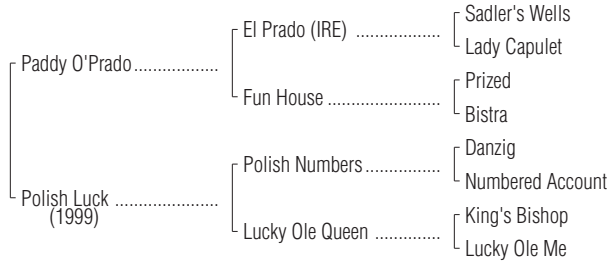 Sadler's Wells
El Prado (IRE) ..................
Lady Capulet
Paddy O'Prado ..................
Prized
Fun House ........................
Bistra
Danzig
Polish Numbers ................
Numbered Account
Polish Luck ......................
(1999)
King's Bishop
Lucky Ole Queen ..............
Lucky Ole Me